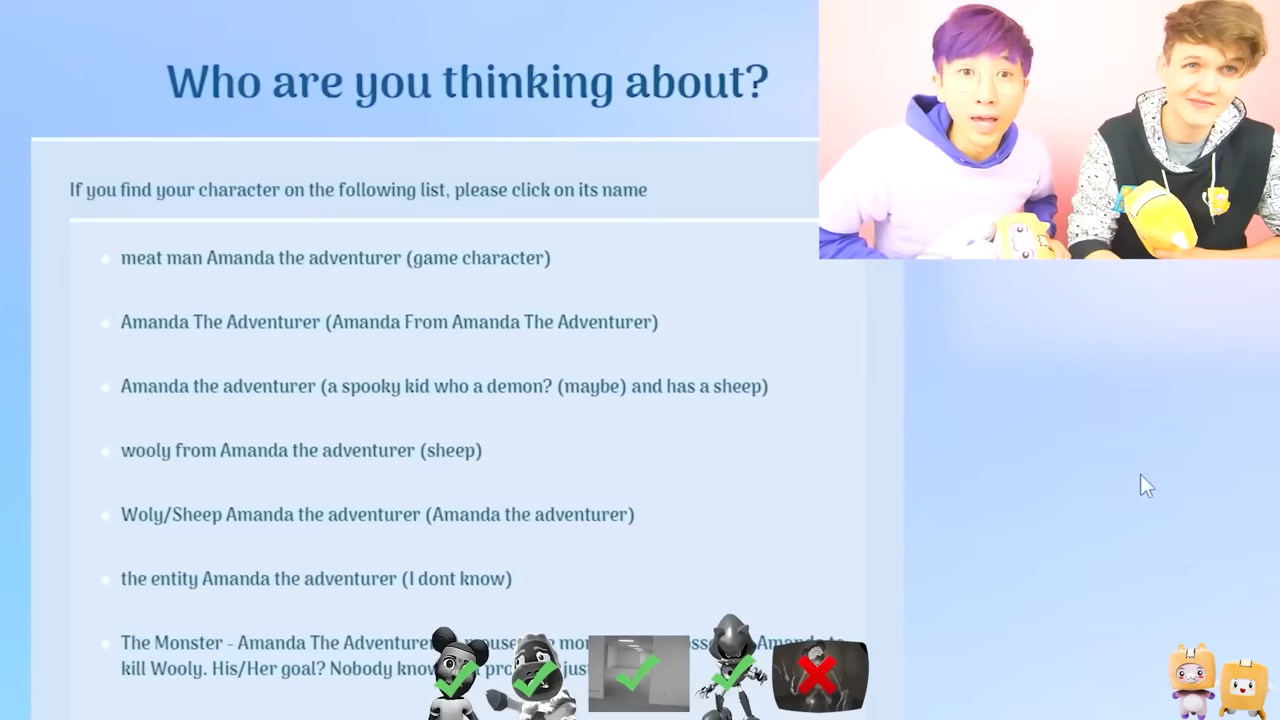 Who are you thinking about?
If you find your character on the following list, please click on its name
meat man Amanda the adventurer (game character)
Amanda The Adventurer (Amanda From Amanda The Adventurer)
Amanda the adventurer (a spooky kid who a demon? (maybe) and has a sheep)
wooly from Amanda the adventurer (sheep)
Woly/Sheep Amanda the adventurer (Amanda the adventurer)
the entity Amanda the adventurer (I dont know)
The Monster - Amanda The Adventurer
kill Wooly. His/Her goal? Nobody